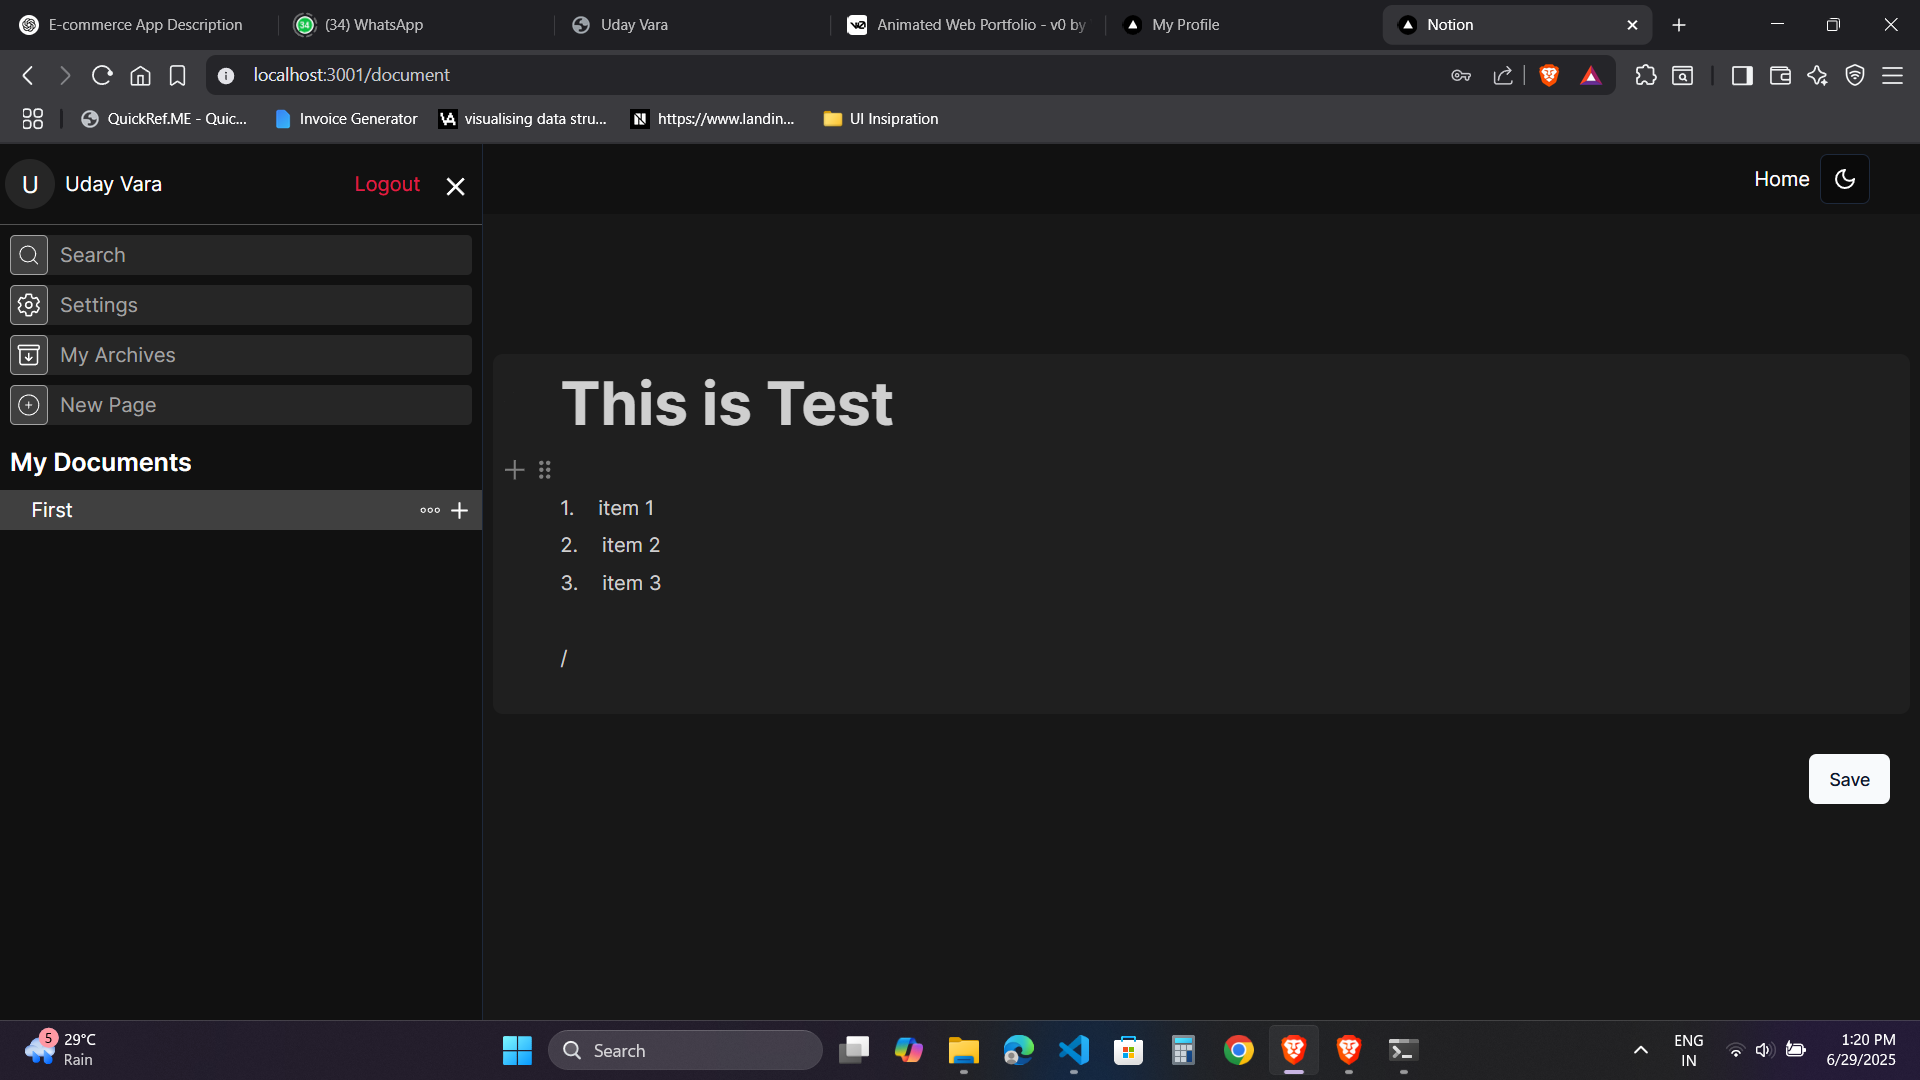 E-commerce App Description
34
(34) WhatsApp
Uday Vara
Animated Web Portfolio - v0 by
My Profile
Notion
localhost:3001/document
QuickRef.ME - Quic...
Invoice Generator
visualising data stru...
https://www.landin...
UI Insipration
U
Uday Vara
Logout
Home
Search
Settings
My Archives
New Page
My Documents
First
This is Test
1. item 1
2. item 2
3. item 3
/
Save
5
29°C
Rain
Search
ENG
IN
1:20 PM
6/29/2025